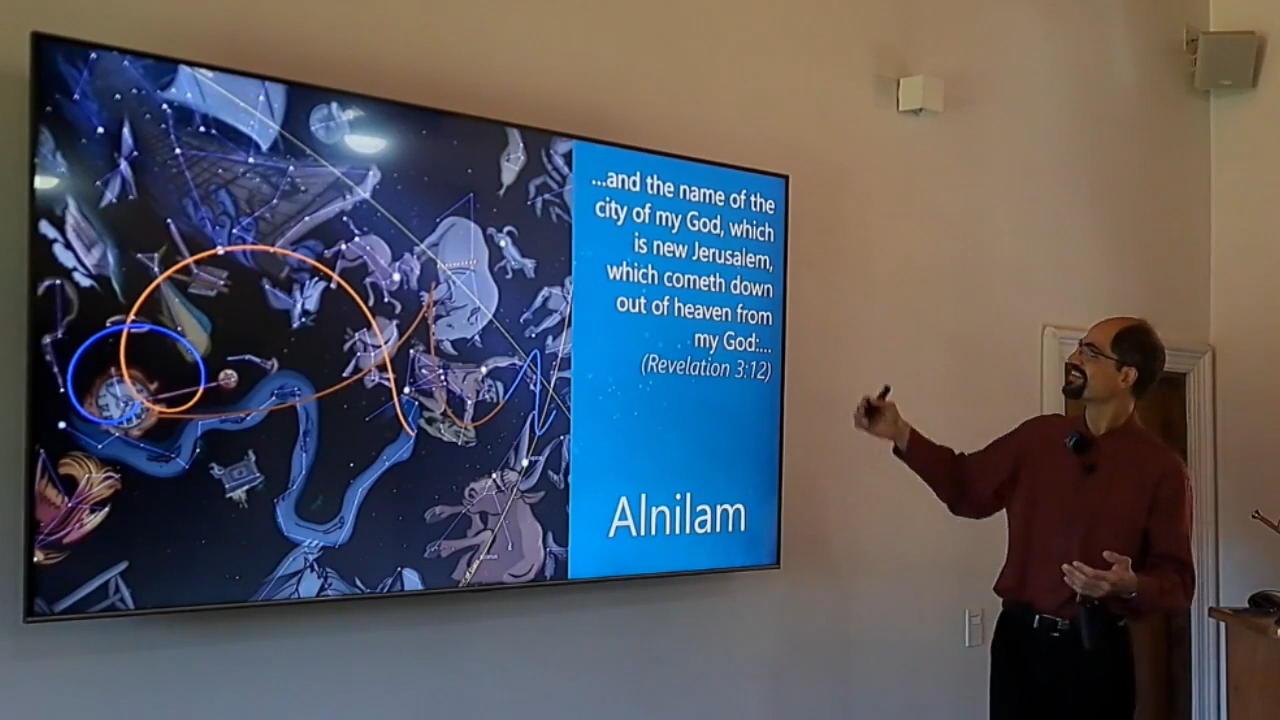 ...and the name of the
city of my God, which
is new Jerusalem,
which cometh down
out of heaven from
my God:...
(Revelation 3:12)
Alnilam